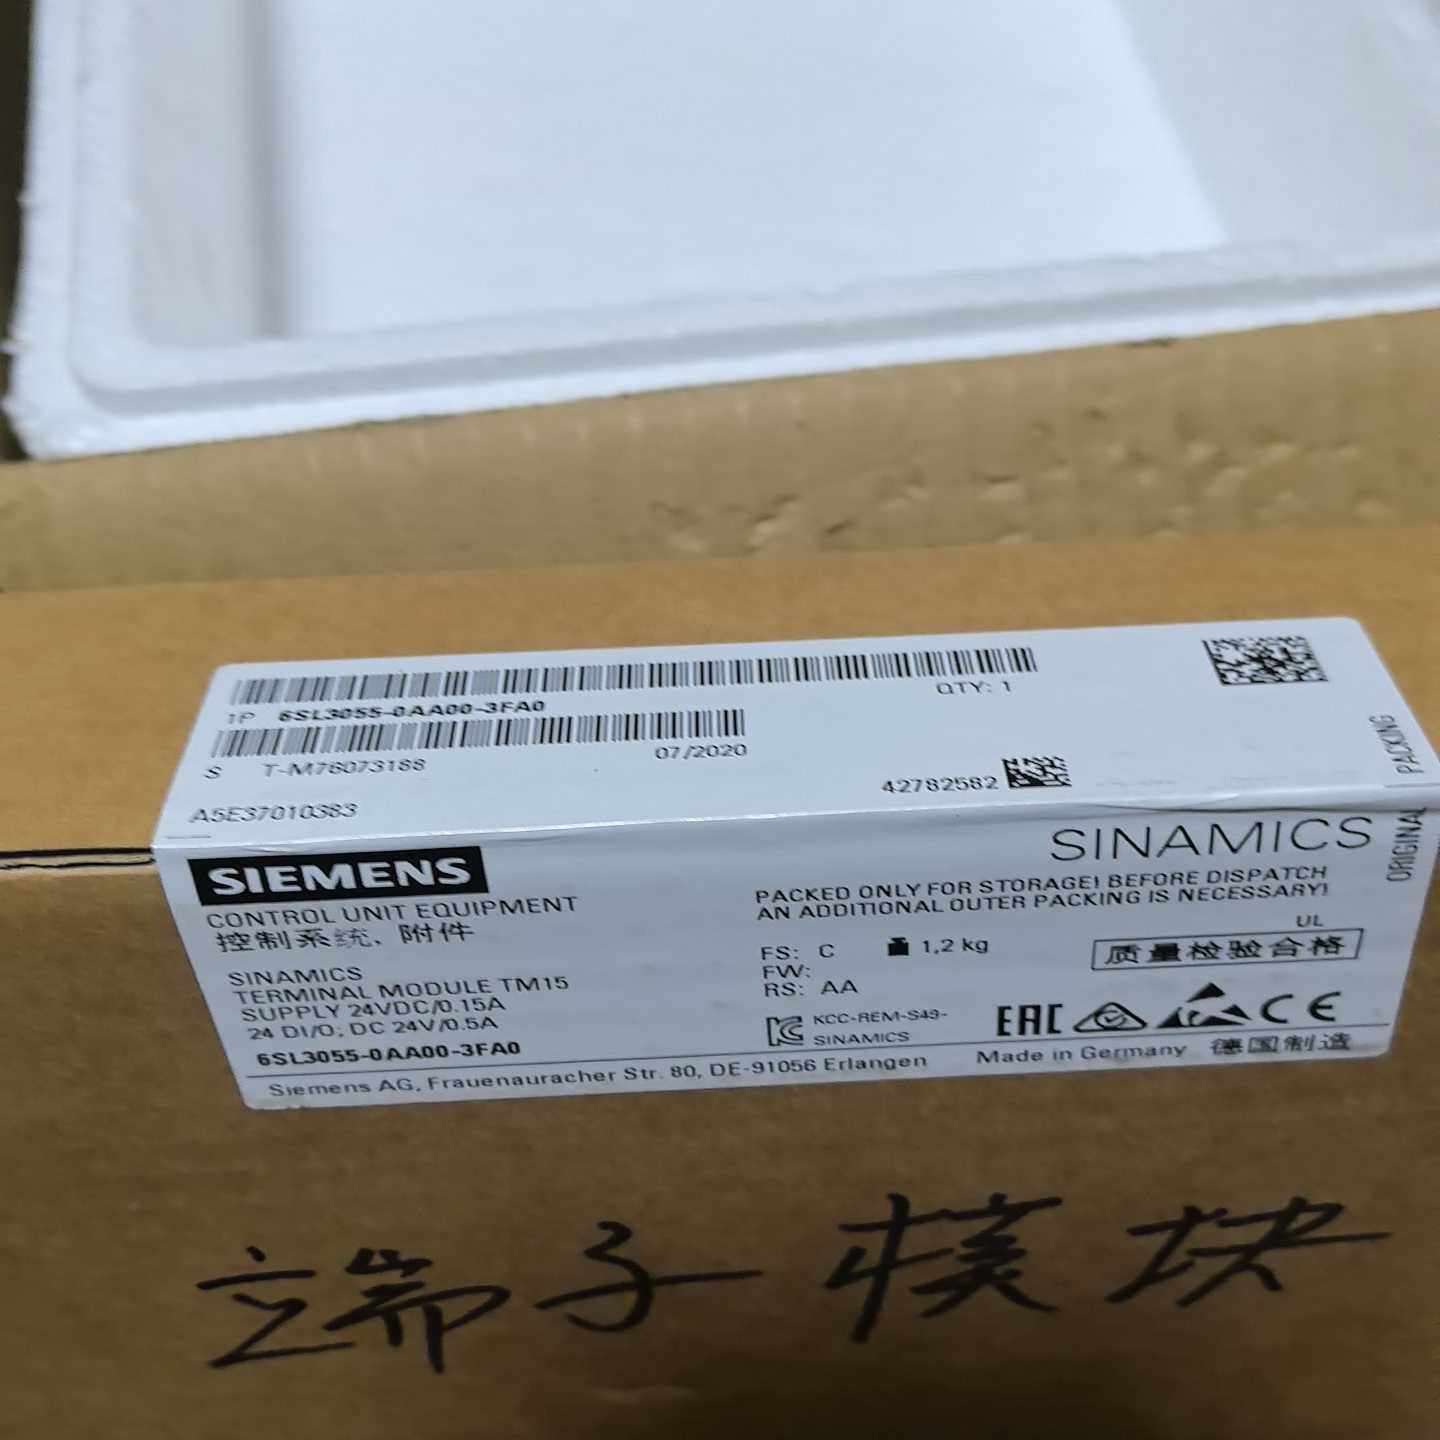 1P 6SL3055-0AA00-3FA0
QTY: 1
S T-M76073188
07/2020
42782582
A5E37010383
ORIGINAL PACKING
SIEMENS
SINAMICS
CONTROL UNIT EQUIPMENT
控制系统, 附件
PACKED ONLY FOR STORAGE! BEFORE DISPATCH
AN ADDITIONAL OUTER PACKING IS NECESSARY!
UL
SINAMICS
TERMINAL MODULE TM15
SUPPLY 24VDC/0.15A
24 DI/O; DC 24V/0.5A
6SL3055-0AA00-3FA0
FS: C 1,2 kg
FW:
RS: AA
质量检验合格
KCC-REM-S49-
SINAMICS
EAC CE
Siemens AG, Frauenauracher Str. 80, DE-91056 Erlangen
Made in Germany 德国制造
端子模块